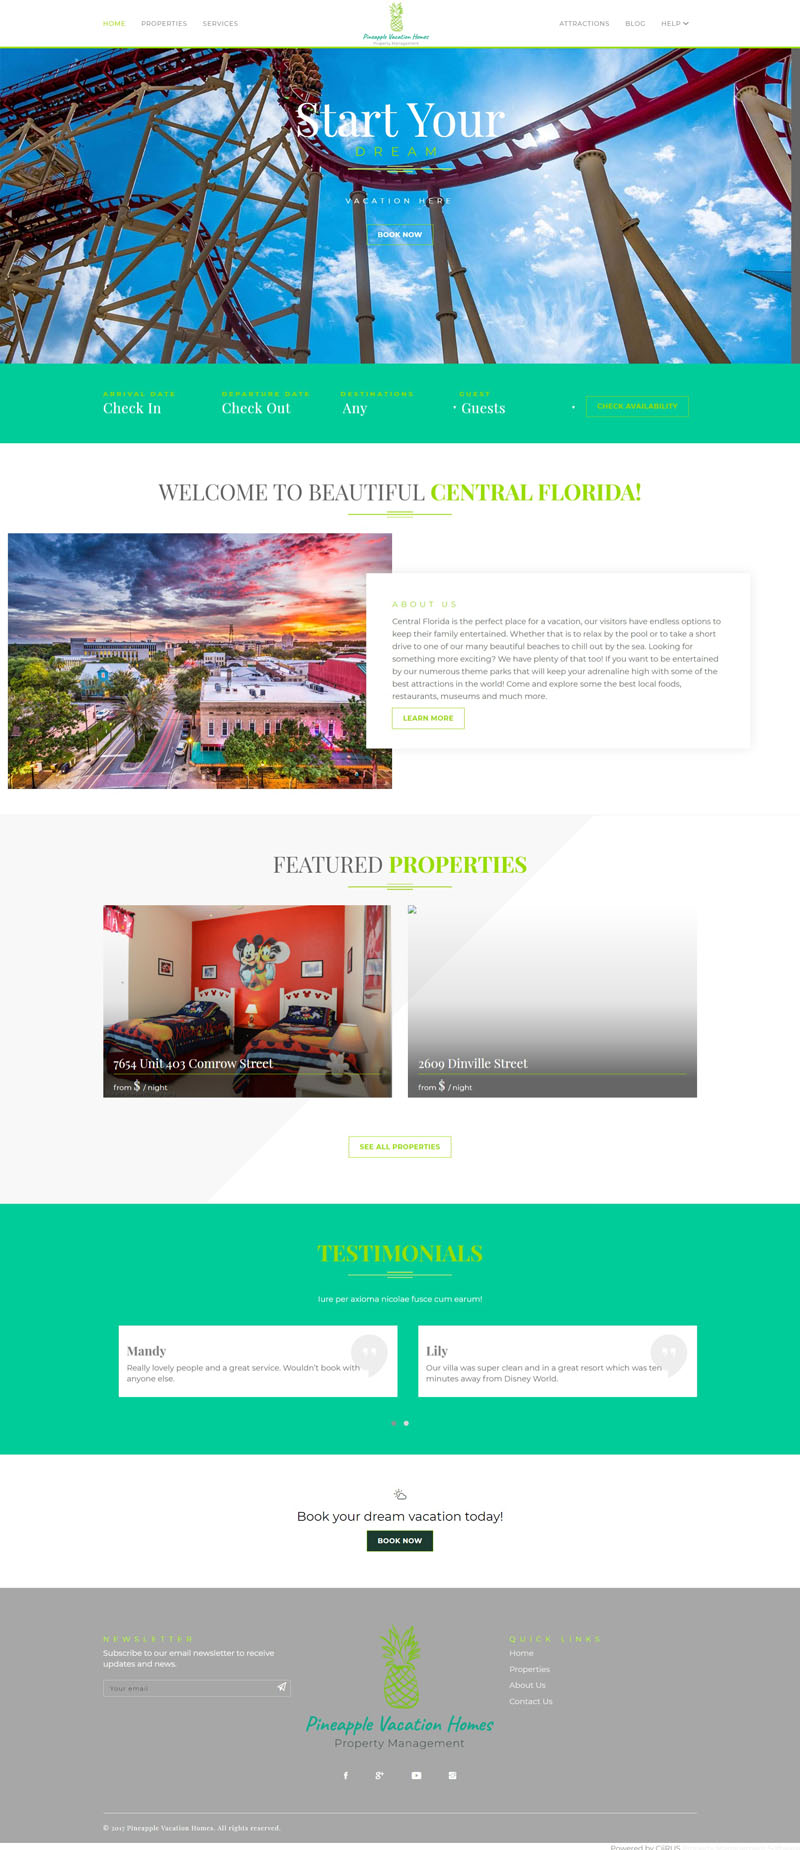 HOME PROPERTIES SERVICES
Pineapple Vacation Homes
Property Management
ATTRACTIONS BLOG HELP
Start Your
DREAM
VACATION HERE
BOOK NOW
ARRIVAL DATE DEPARTURE DATE DESTINATIONS GUEST
Check In Check Out Any Guests
CHECK AVAILABILITY
WELCOME TO BEAUTIFUL CENTRAL FLORIDA!
ABOUT US
Central Florida is the perfect place for a vacation, our visitors have endless options to
keep their family entertained. Whether that is to relax by the pool or to take a short
drive to one of our many beautiful beaches to chill out by the sea. Looking for
something more exciting? We have plenty of that too! If you want to be entertained
by our numerous theme parks that will keep your adrenaline high with some of the
best attractions in the world! Come and explore some the best local foods,
restaurants, museums and much more.
LEARN MORE
FEATURED PROPERTIES
7654 Unit 403 Comrow Street
from $ / night
2609 Dinville Street
from $ / night
SEE ALL PROPERTIES
TESTIMONIALS
Iure per axioma nicolae fusce cum earum!
Mandy
Really lovely people and a great service. Wouldn't book with
anyone else.
Lily
Our villa was super clean and in a great resort which was ten
minutes away from Disney World.
Book your dream vacation today!
BOOK NOW
NEWSLETTER
Subscribe to our email newsletter to receive
updates and news.
Your email
Pineapple Vacation Homes
Property Management
QUICK LINKS
Home
Properties
About Us
Contact Us
© 2017 Pineapple Vacation Homes. All rights reserved.
Powered by CiiRUS